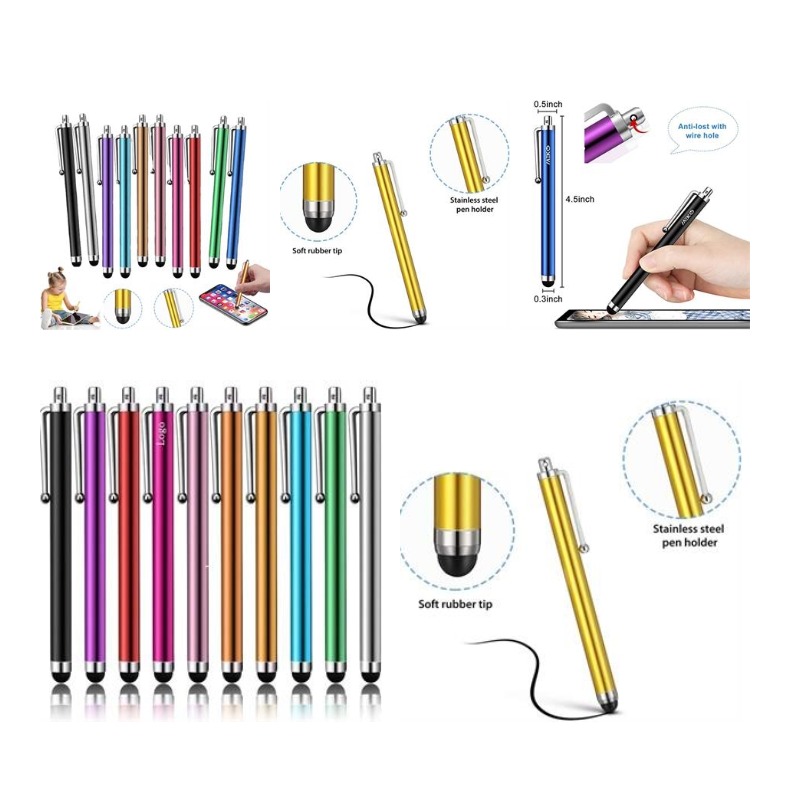 0.5inch
Anti-lost with
wire hole
4.5inch
0.3inch
Soft rubber tip
Stainless steel
pen holder
Logo
Soft rubber tip
Stainless steel
pen holder